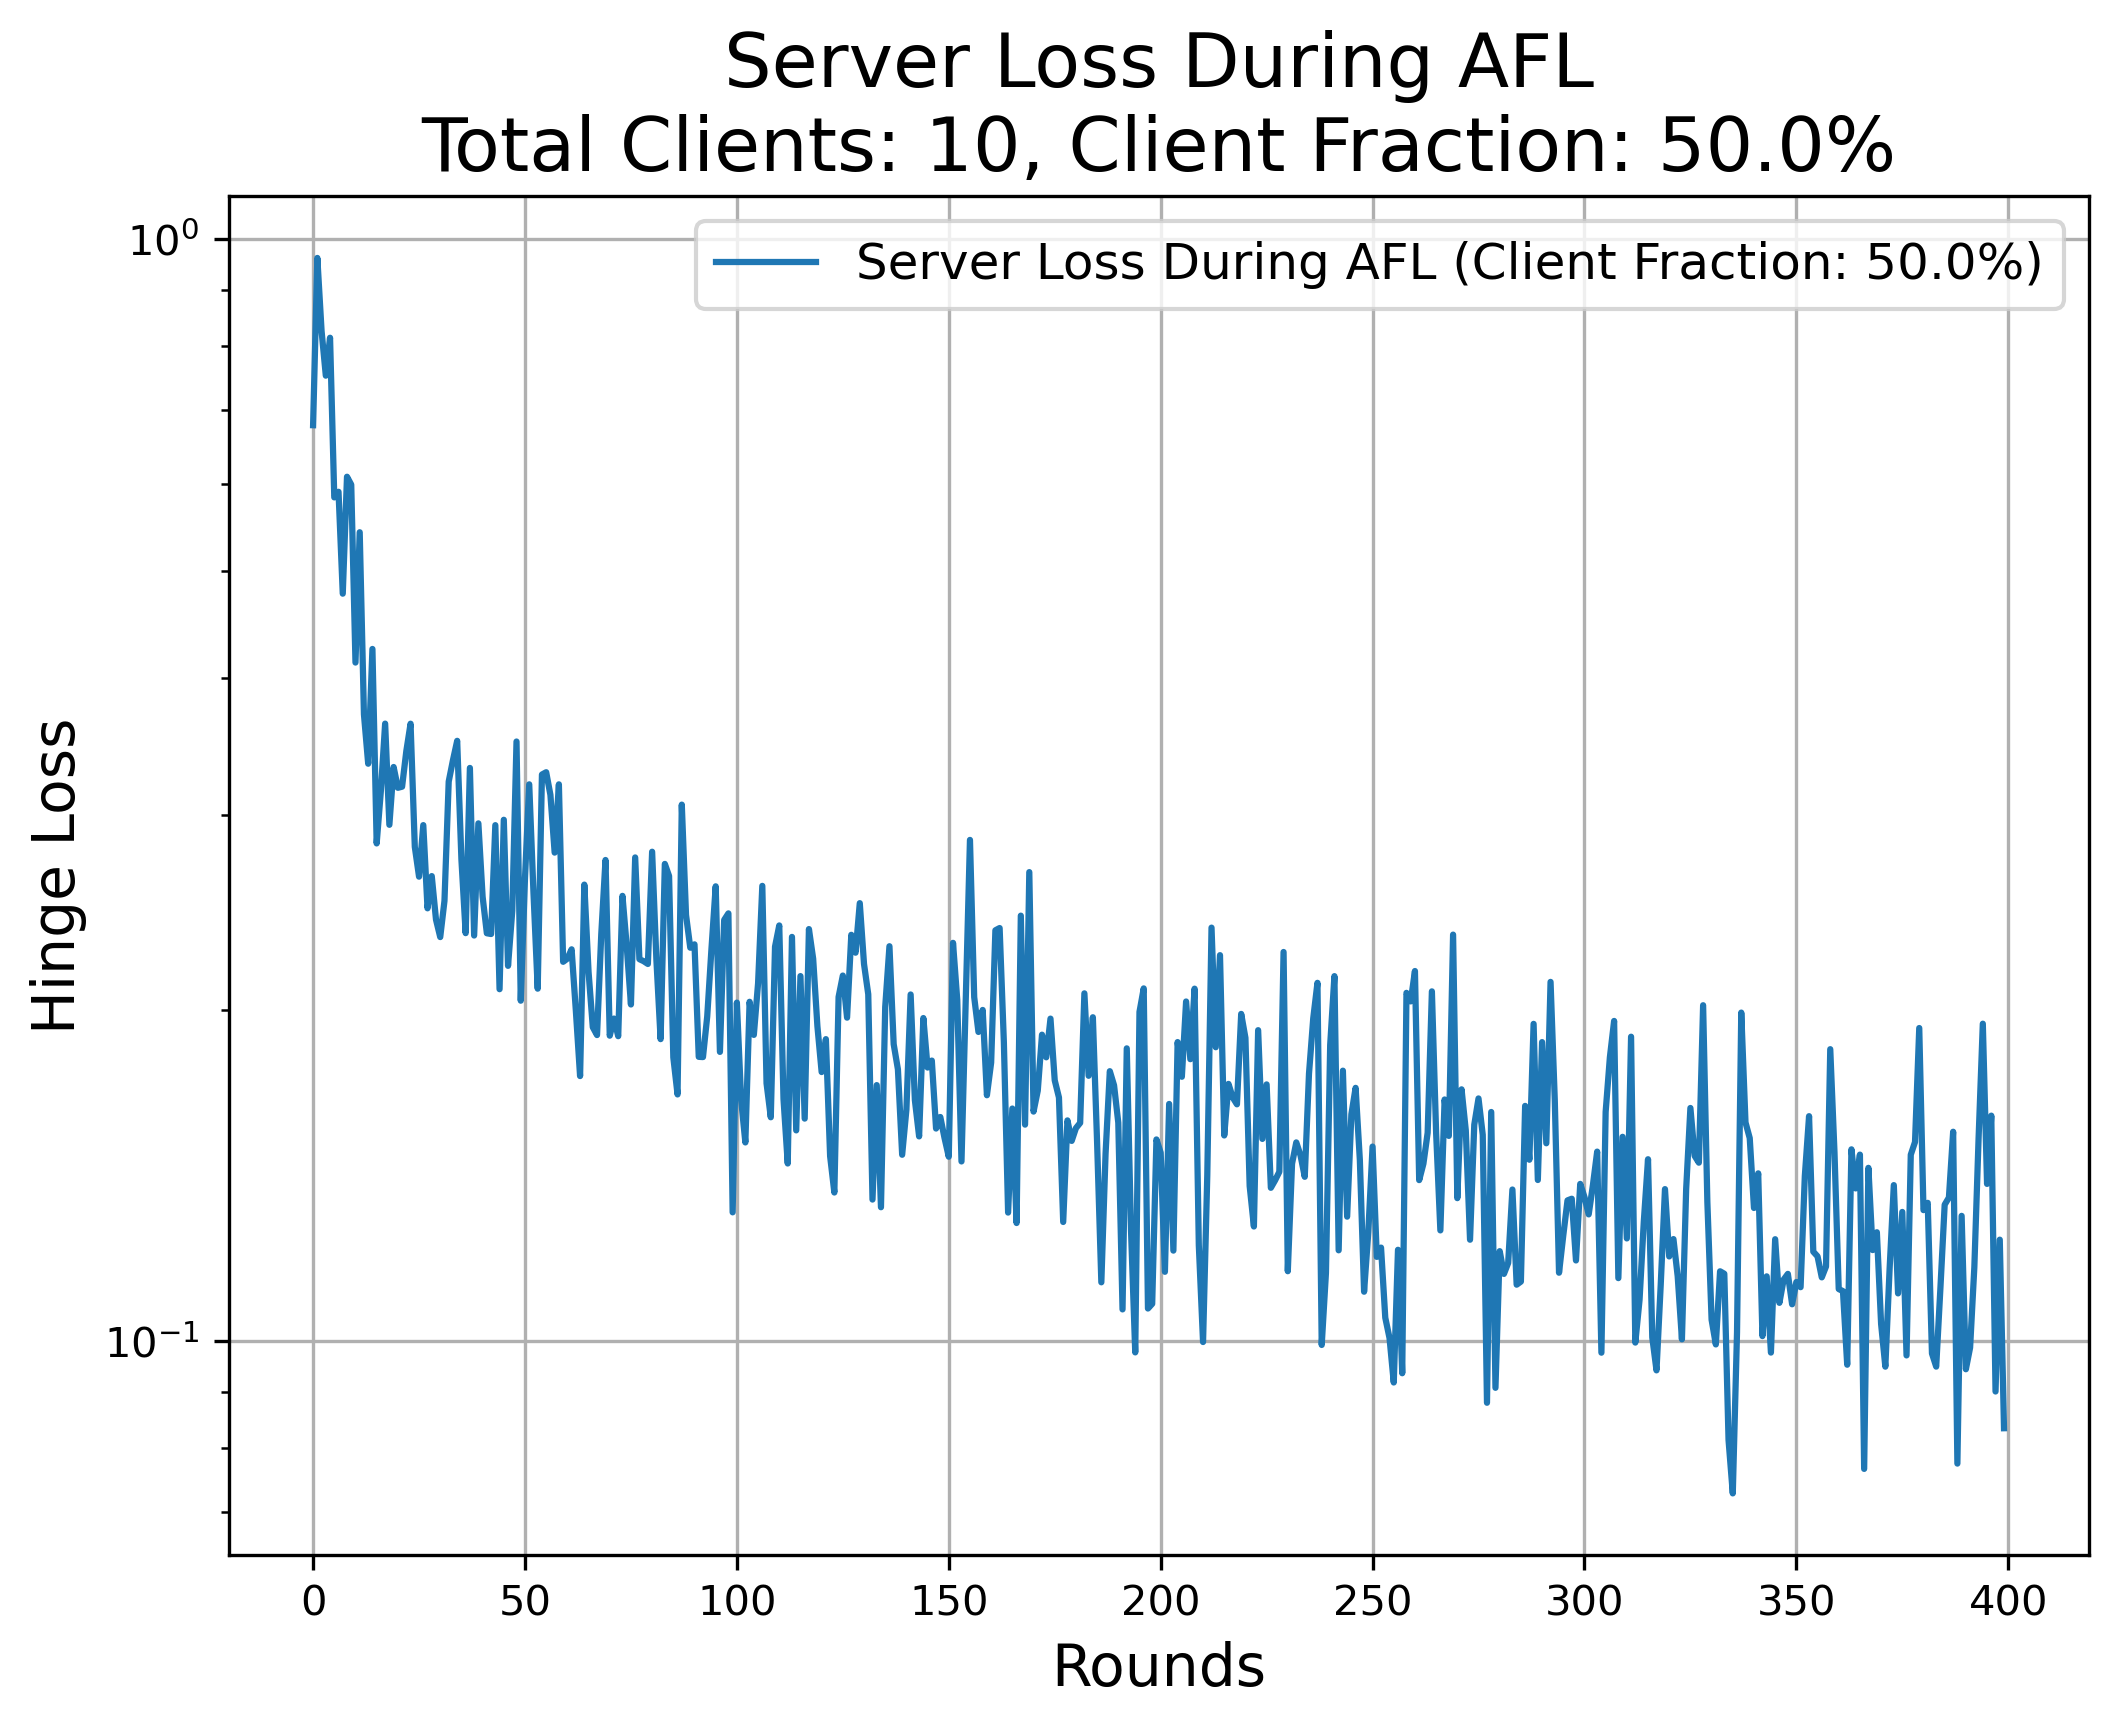 Server Loss During AFL
Total Clients: 10, Client Fraction: 50.0%
Server Loss During AFL (Client Fraction: 50.0%)
10⁰
10⁻¹
Hinge Loss
0 50 100 150 200 250 300 350 400
Rounds